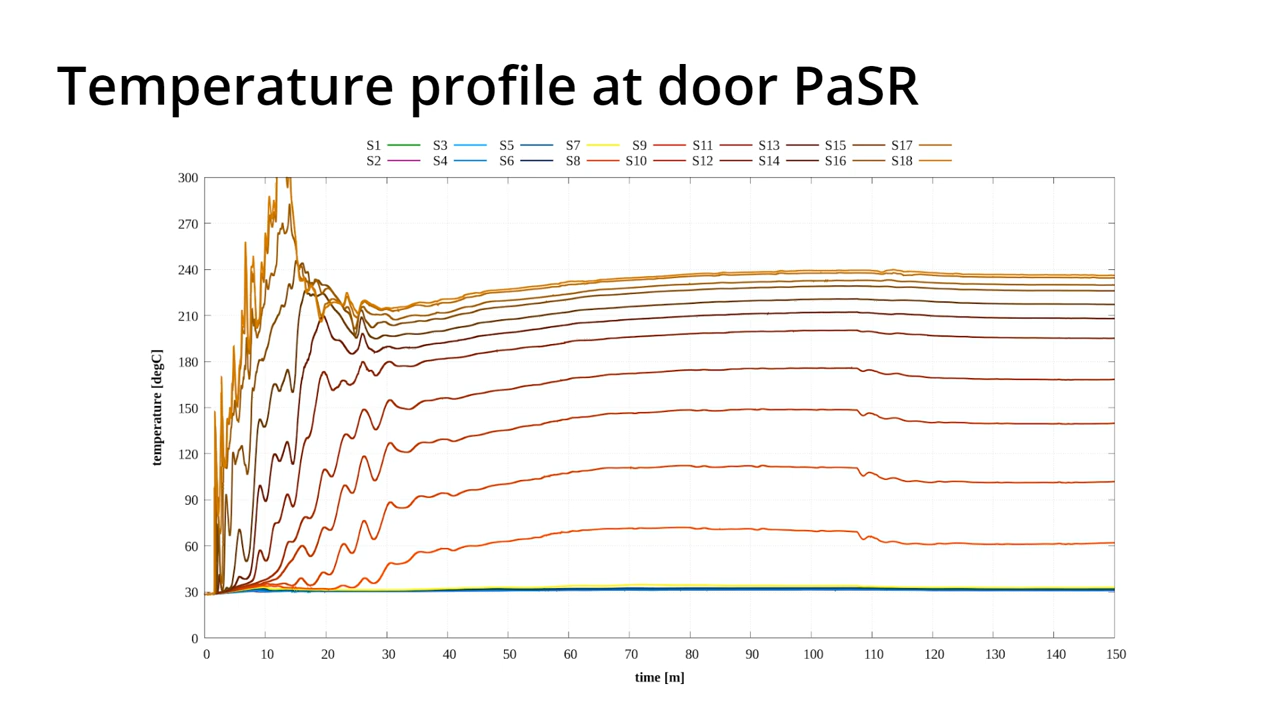 Temperature profile at door PaSR
S1 S3 S5 S7 S9 S11 S13 S15 S17
S2 S4 S6 S8 S10 S12 S14 S16 S18
300
270
240
210
180
150
120
90
60
30
0
temperature [degC]
0 10 20 30 40 50 60 70 80 90 100 110 120 130 140 150
time [m]